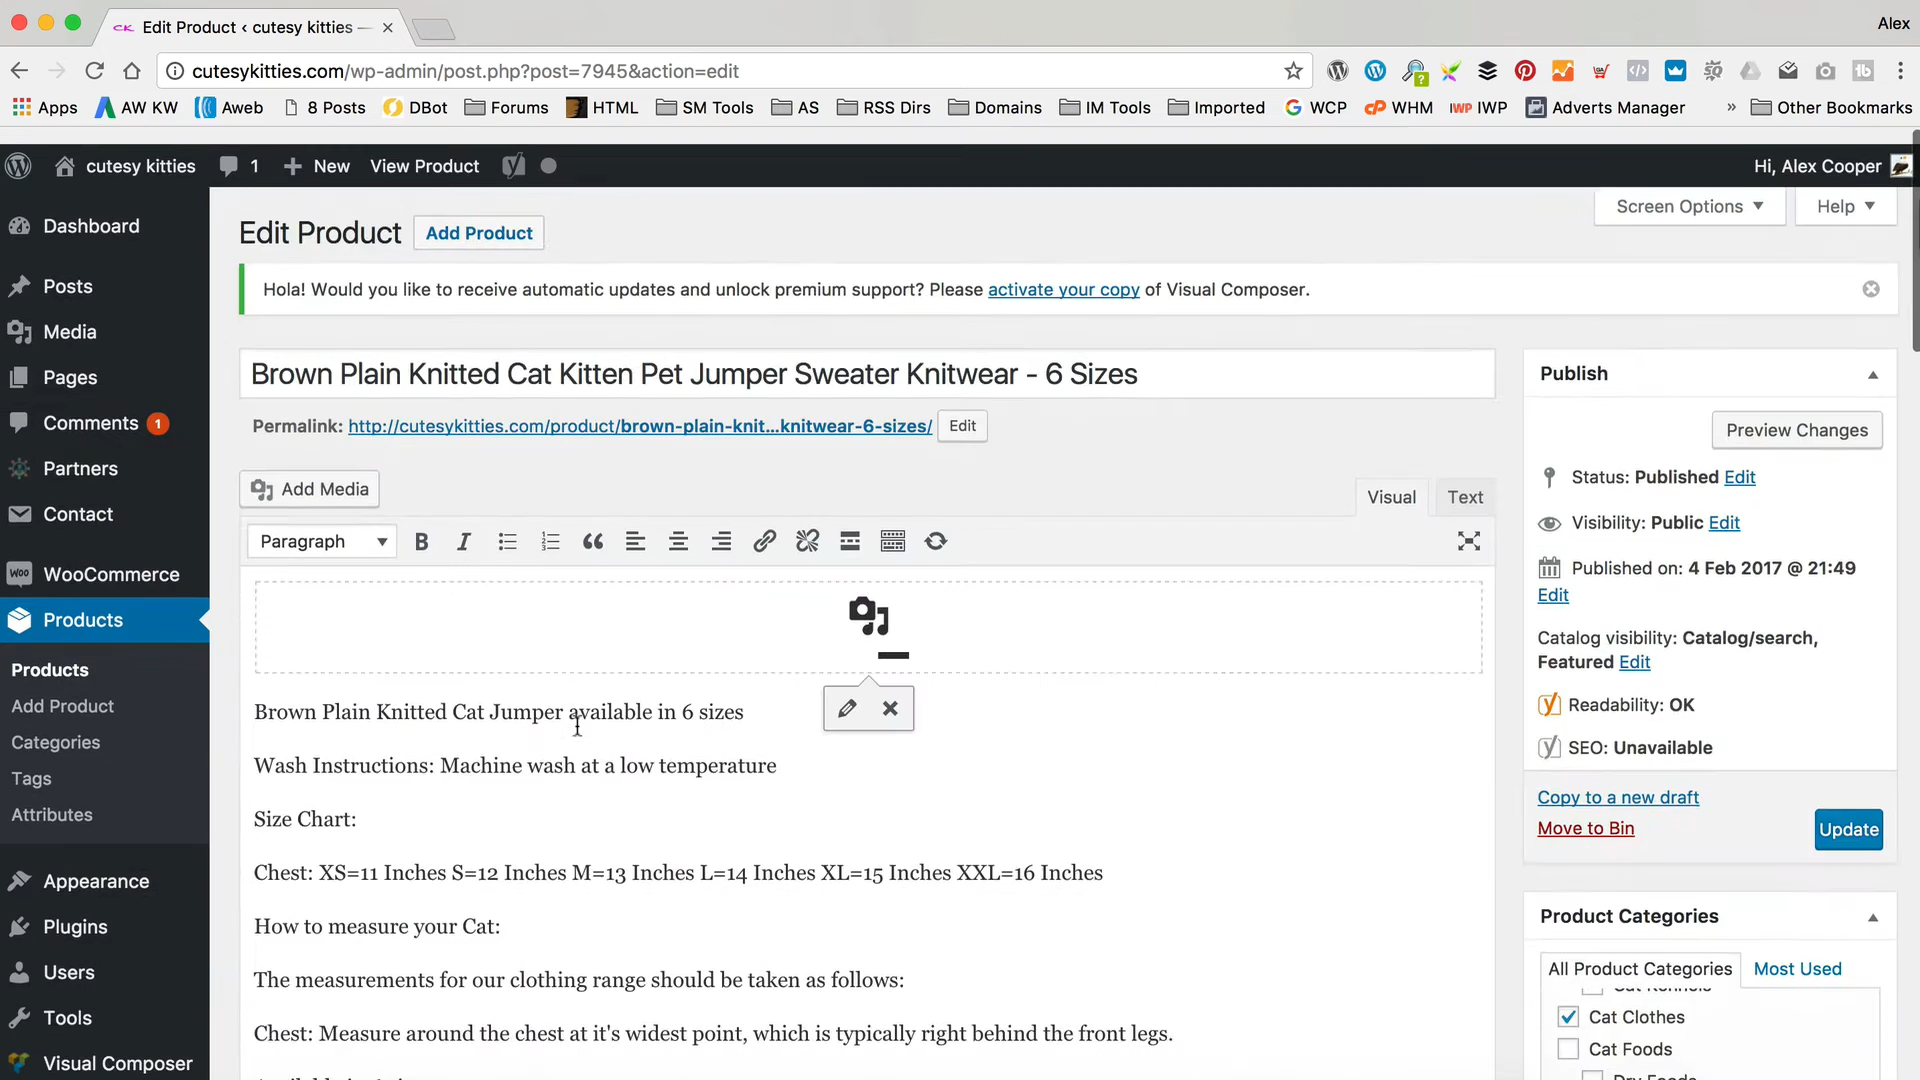 Edit Product ‹ cutesy kitties —
Alex
cutesykitties.com/wp-admin/post.php?post=7945&action=edit
Apps AW KW Aweb 8 Posts DBot Forums HTML SM Tools AS RSS Dirs Domains IM Tools Imported WCP WHM IWP Adverts Manager » Other Bookmarks
cutesy kitties 1 New View Product Hi, Alex Cooper
Screen Options Help
Edit Product Add Product
Hola! Would you like to receive automatic updates and unlock premium support? Please activate your copy of Visual Composer.
Dashboard
Posts
Media
Pages
Comments 1
Partners
Contact
WooCommerce
Products
Products
Add Product
Categories
Tags
Attributes
Appearance
Plugins
Users
Tools
Visual Composer
Brown Plain Knitted Cat Kitten Pet Jumper Sweater Knitwear - 6 Sizes
Permalink: http://cutesykitties.com/product/brown-plain-knit...knitwear-6-sizes/ Edit
Add Media
Visual Text
Paragraph
Brown Plain Knitted Cat Jumper available in 6 sizes
Wash Instructions: Machine wash at a low temperature
Size Chart:
Chest: XS=11 Inches S=12 Inches M=13 Inches L=14 Inches XL=15 Inches XXL=16 Inches
How to measure your Cat:
The measurements for our clothing range should be taken as follows:
Chest: Measure around the chest at it's widest point, which is typically right behind the front legs.
Publish
Preview Changes
Status: Published Edit
Visibility: Public Edit
Published on: 4 Feb 2017 @ 21:49
Edit
Catalog visibility: Catalog/search,
Featured Edit
Readability: OK
SEO: Unavailable
Copy to a new draft
Move to Bin
Update
Product Categories
All Product Categories Most Used
Cat Clothes
Cat Foods